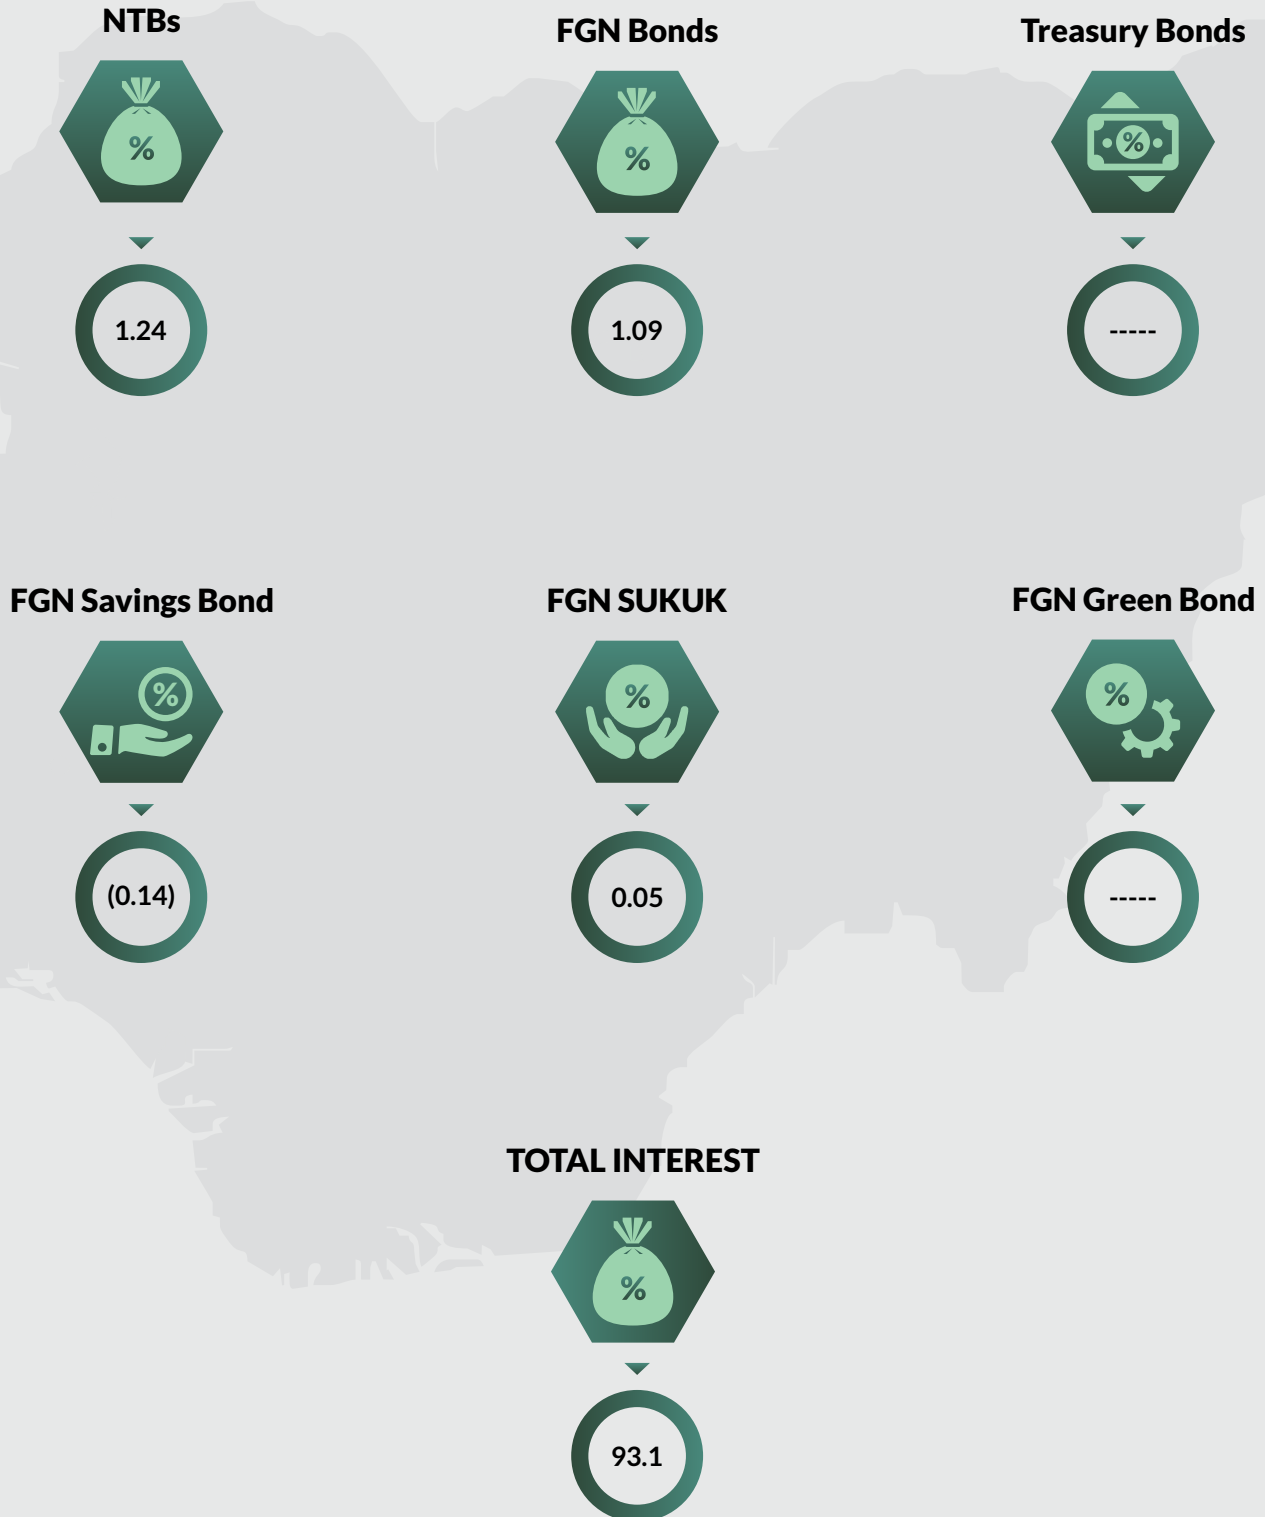 NTBs
FGN Bonds
Treasury Bonds
%
%
%
1.24
1.09
-----
FGN Savings Bond
FGN SUKUK
FGN Green Bond
%
%
%
(0.14)
0.05
-----
TOTAL INTEREST
%
93.1